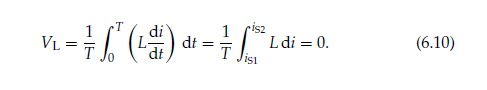 V_L = \frac{1}{T} \int_0^T \left( L \frac{di}{dt} \right) dt = \frac{1}{T} \int_{i_{S1}}^{i_{S2}} L di = 0. (6.10)